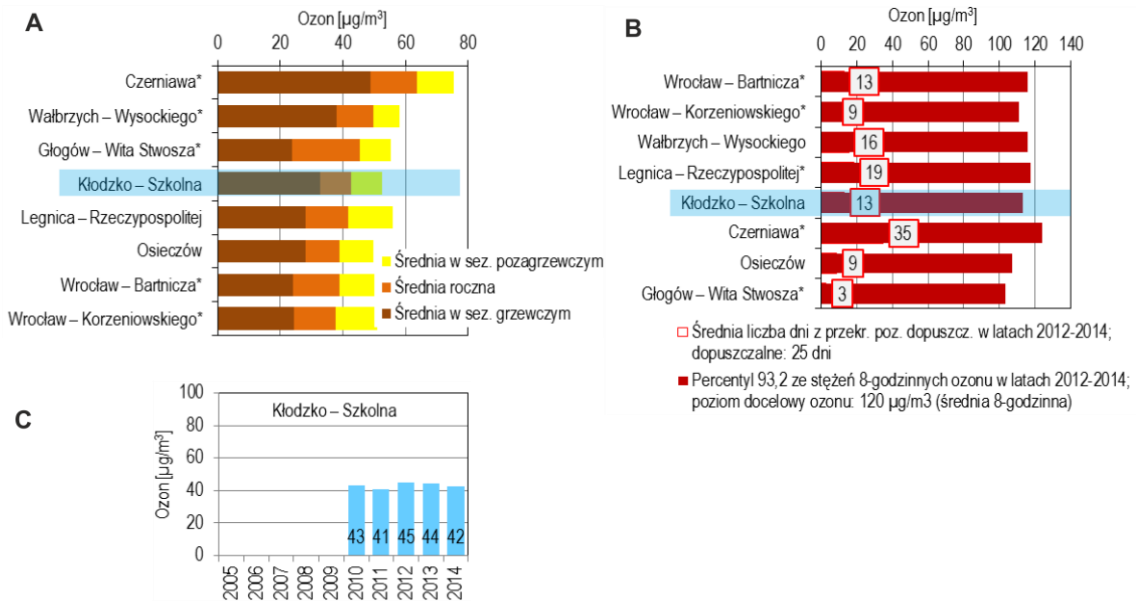 A
Ozon [µg/m³]
0 20 40 60 80
Czerniawa*
Wałbrzych – Wysockiego*
Głogów – Wita Stwosza*
Kłodzko – Szkolna
Legnica – Rzeczypospolitej
Osieczów
Wrocław – Bartnicza*
Wrocław – Korzeniowskiego*
Średnia w sez. pozagrzewczym
Średnia roczna
Średnia w sez. grzewczym
B
Ozon [µg/m³]
0 20 40 60 80 100 120 140
Wrocław – Bartnicza* 13
Wrocław – Korzeniowskiego* 9
Wałbrzych – Wysockiego 16
Legnica – Rzeczypospolitej* 19
Kłodzko – Szkolna 13
Czerniawa* 35
Osieczów 9
Głogów – Wita Stwosza* 3
Średnia liczba dni z przekr. poz. dopuszcz. w latach 2012-2014;
dopuszczalne: 25 dni
Percentyl 93,2 ze stężeń 8-godzinnych ozonu w latach 2012-2014;
poziom docelowy ozonu: 120 µg/m3 (średnia 8-godzinna)
C
Kłodzko – Szkolna
Ozon [µg/m³]
100
80
60
40
20
0
43 41 45 44 42
2005 2006 2007 2008 2009 2010 2011 2012 2013 2014